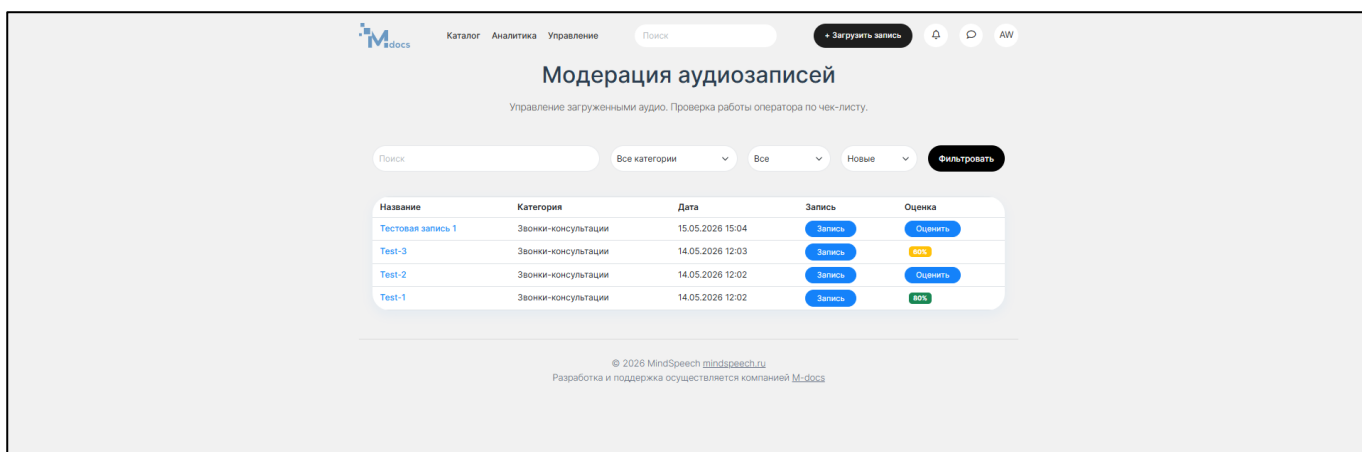 M.docs Каталог Аналитика Управление Поиск + Загрузить запись AW
Модерация аудиозаписей
Управление загруженными аудио. Проверка работы оператора по чек-листу.
Поиск Все категории Все Новые Фильтровать
Название Категория Дата Запись Оценка
Тестовая запись 1 Звонки-консультации 15.05.2026 15:04 Запись Оценить
Test-3 Звонки-консультации 14.05.2026 12:03 Запись 60%
Test-2 Звонки-консультации 14.05.2026 12:02 Запись Оценить
Test-1 Звонки-консультации 14.05.2026 12:02 Запись 80%
© 2026 MindSpeech mindspeech.ru
Разработка и поддержка осуществляется компанией M-docs